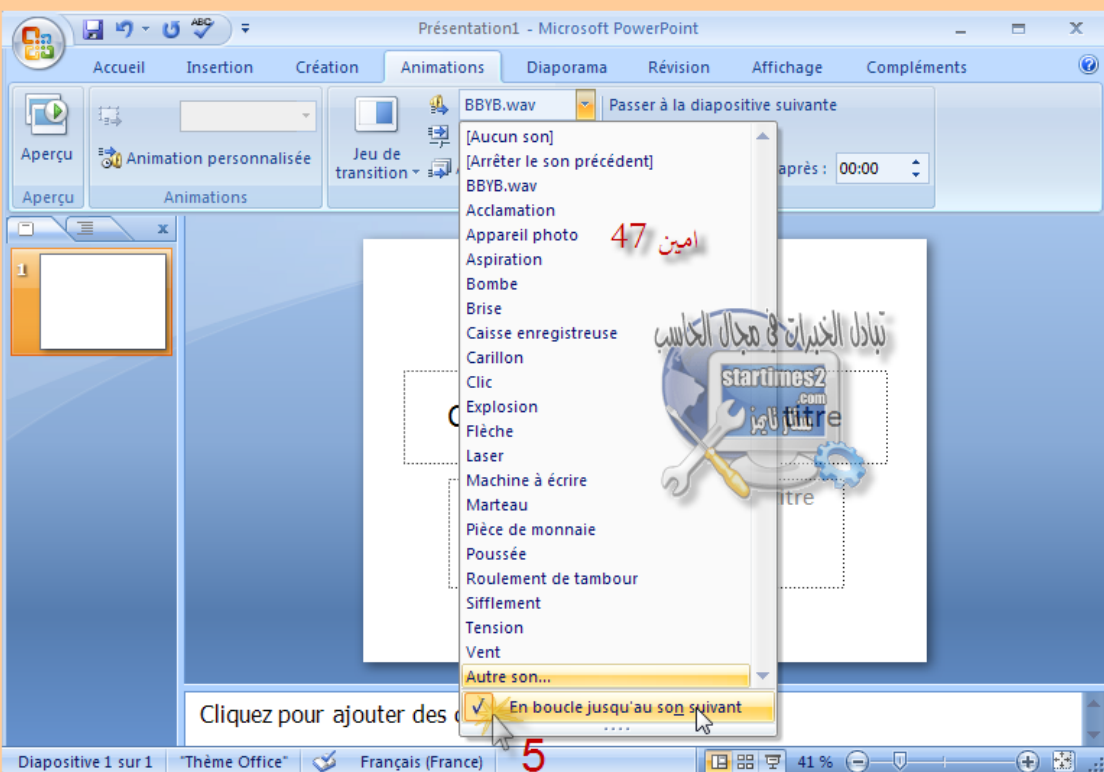 ABC
Présentation1 - Microsoft PowerPoint
Accueil Insertion Création Animations Diaporama Révision Affichage Compléments
BBYB.wav
Passer à la diapositive suivante
Aperçu
Animation personnalisée
Jeu de
transition
après : 00:00
Aperçu
Animations
[Aucun son]
[Arrêter le son précédent]
BBYB.wav
Acclamation
Appareil photo
Aspiration
Bombe
Brise
Caisse enregistreuse
Carillon
Clic
Explosion
Flèche
Laser
Machine à écrire
Marteau
Pièce de monnaie
Poussée
Roulement de tambour
Sifflement
Tension
Vent
Autre son...
En boucle jusqu'au son suivant
امين 47
1
تبادل الخبرات في مجال الحاسب
startimes2
.com
ستار تايمز
C
titre
itre
Cliquez pour ajouter des c
5
Diapositive 1 sur 1 "Thème Office" Français (France) 41 %